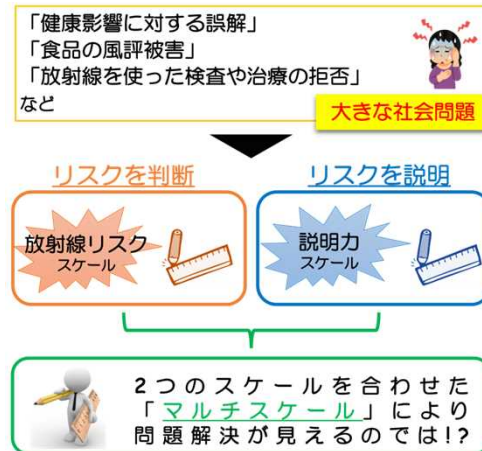 「健康影響に対する誤解」
「食品の風評被害」
「放射線を使った検査や治療の拒否」
など
大きな社会問題
リスクを判断
リスクを説明
放射線リスク
スケール
説明力
スケール
2つのスケールを合わせた
「マルチスケール」により
問題解決が見えるのでは!?